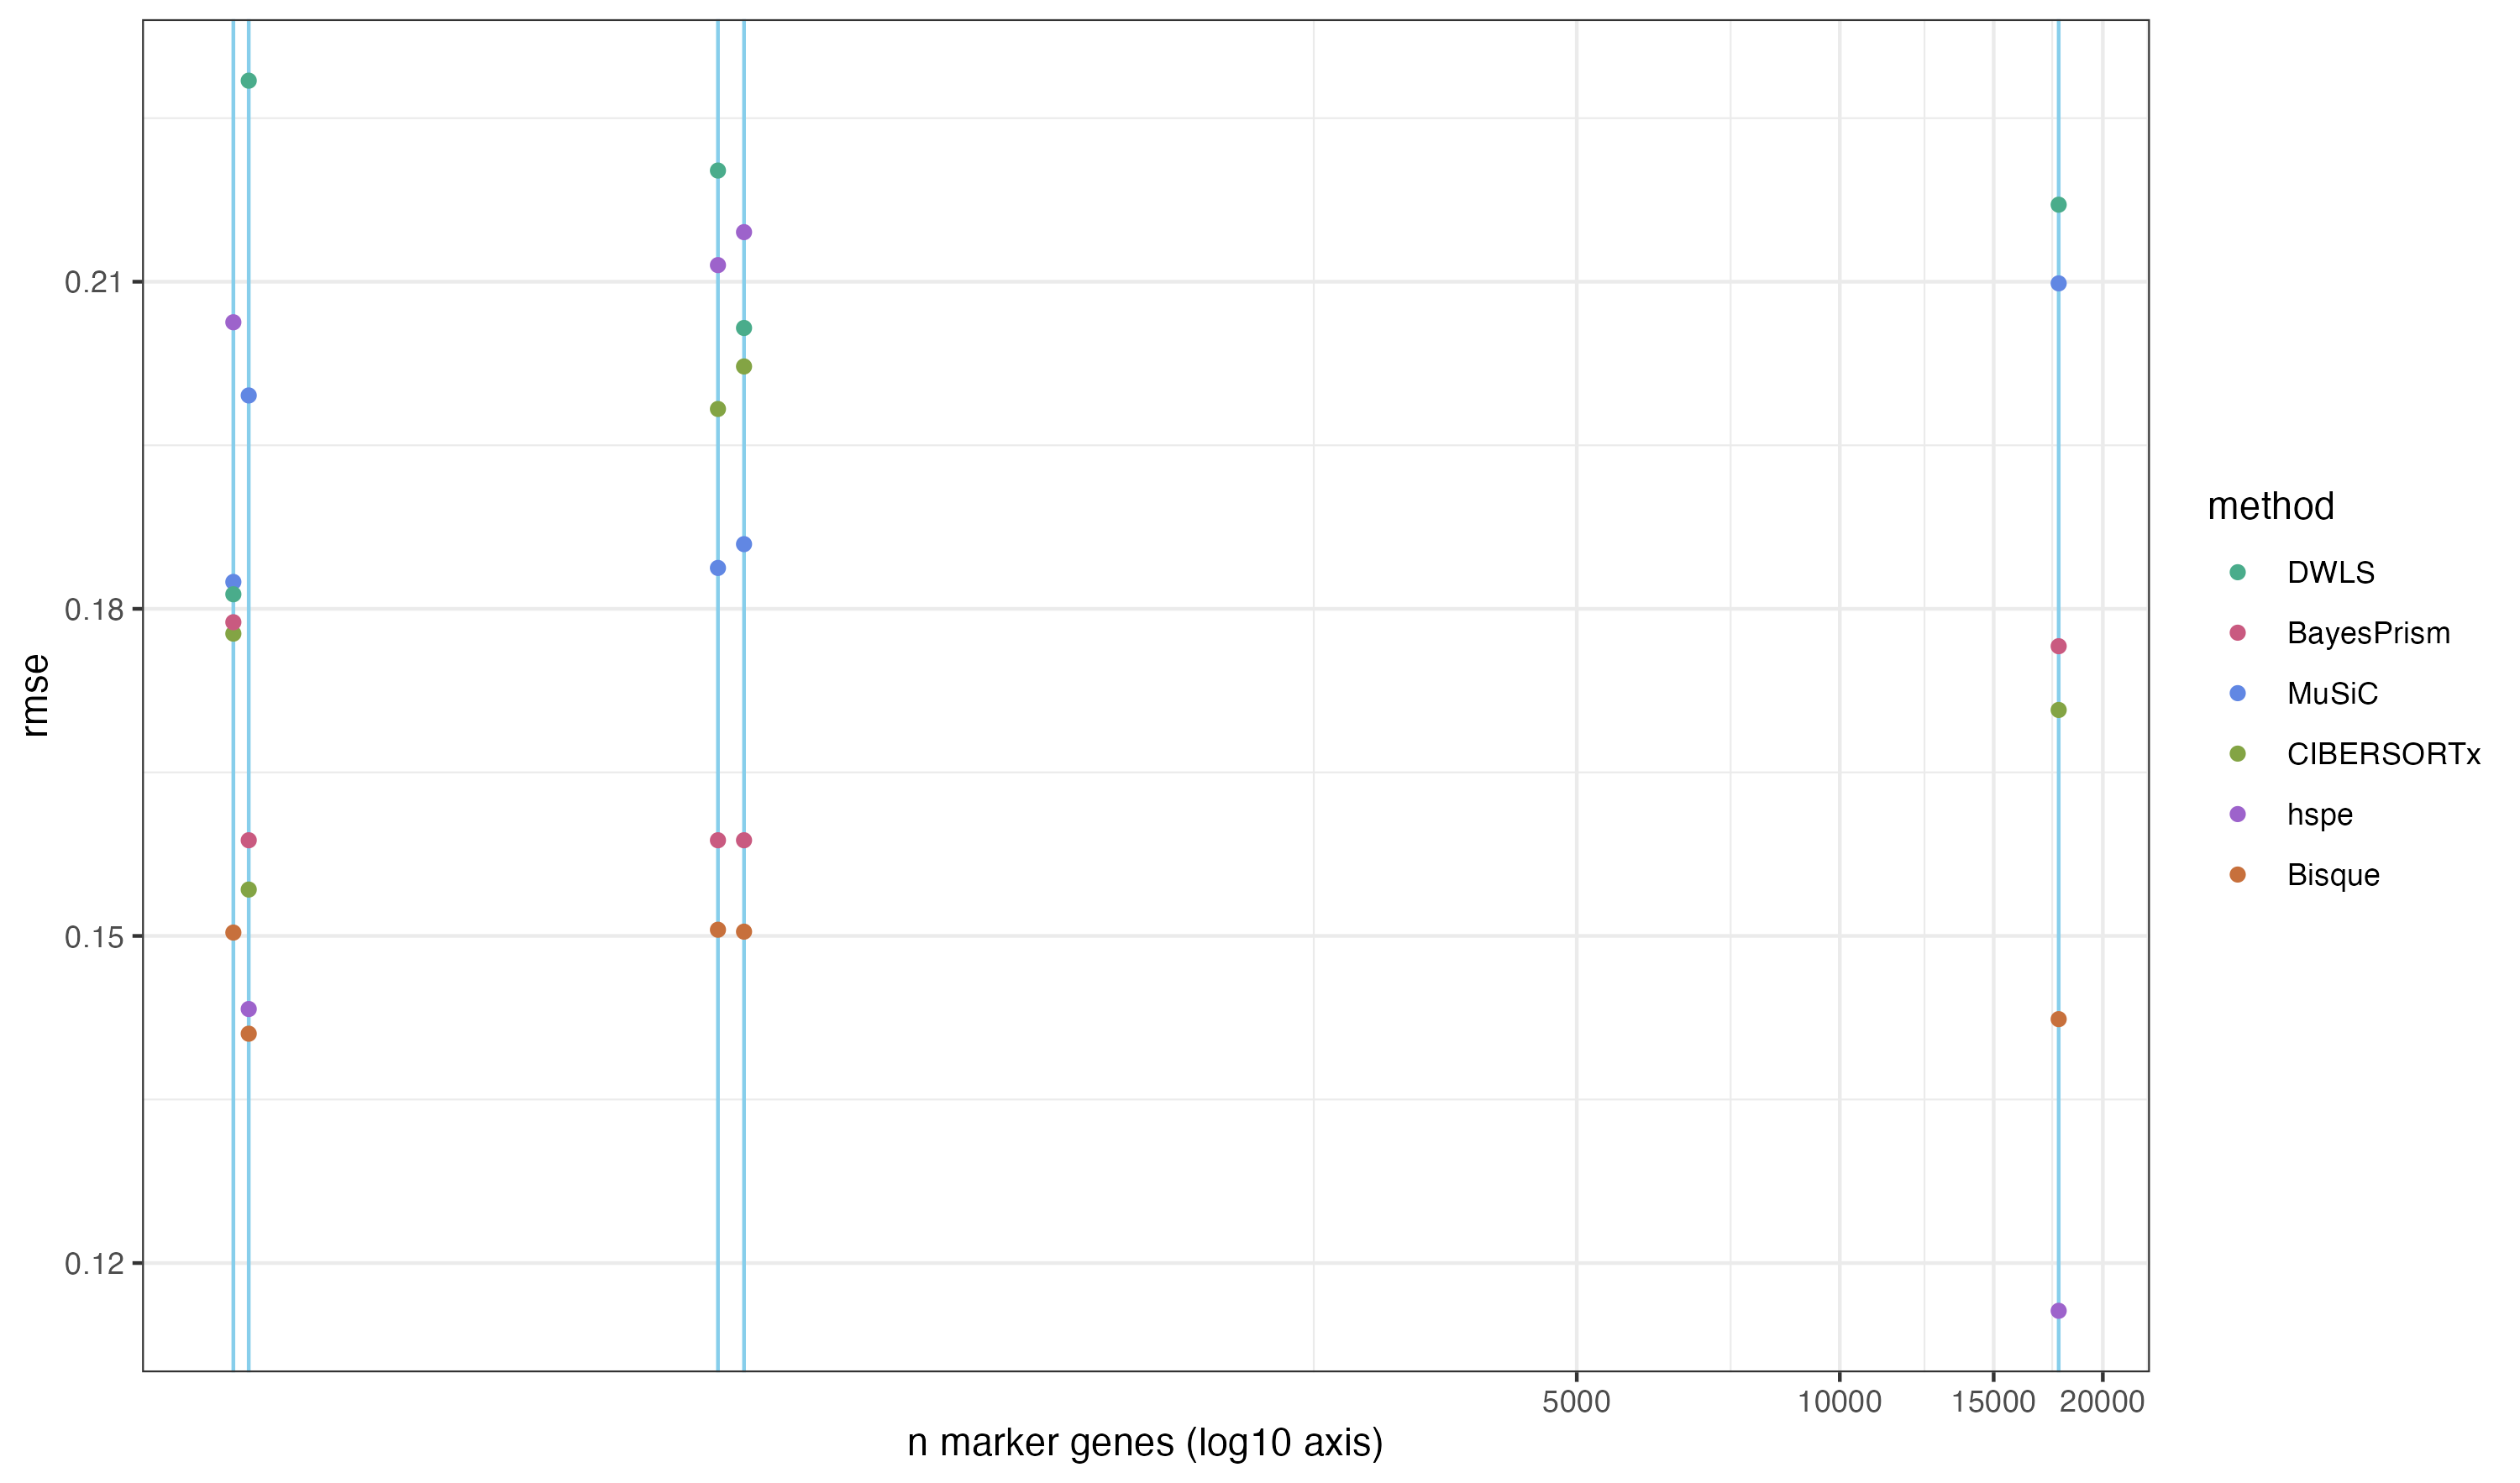 0.21
0.18
0.15
0.12
rmse
5000
10000
15000
20000
n marker genes (log10 axis)
method
DWLS
BayesPrism
MuSiC
CIBERSORTx
hspe
Bisque